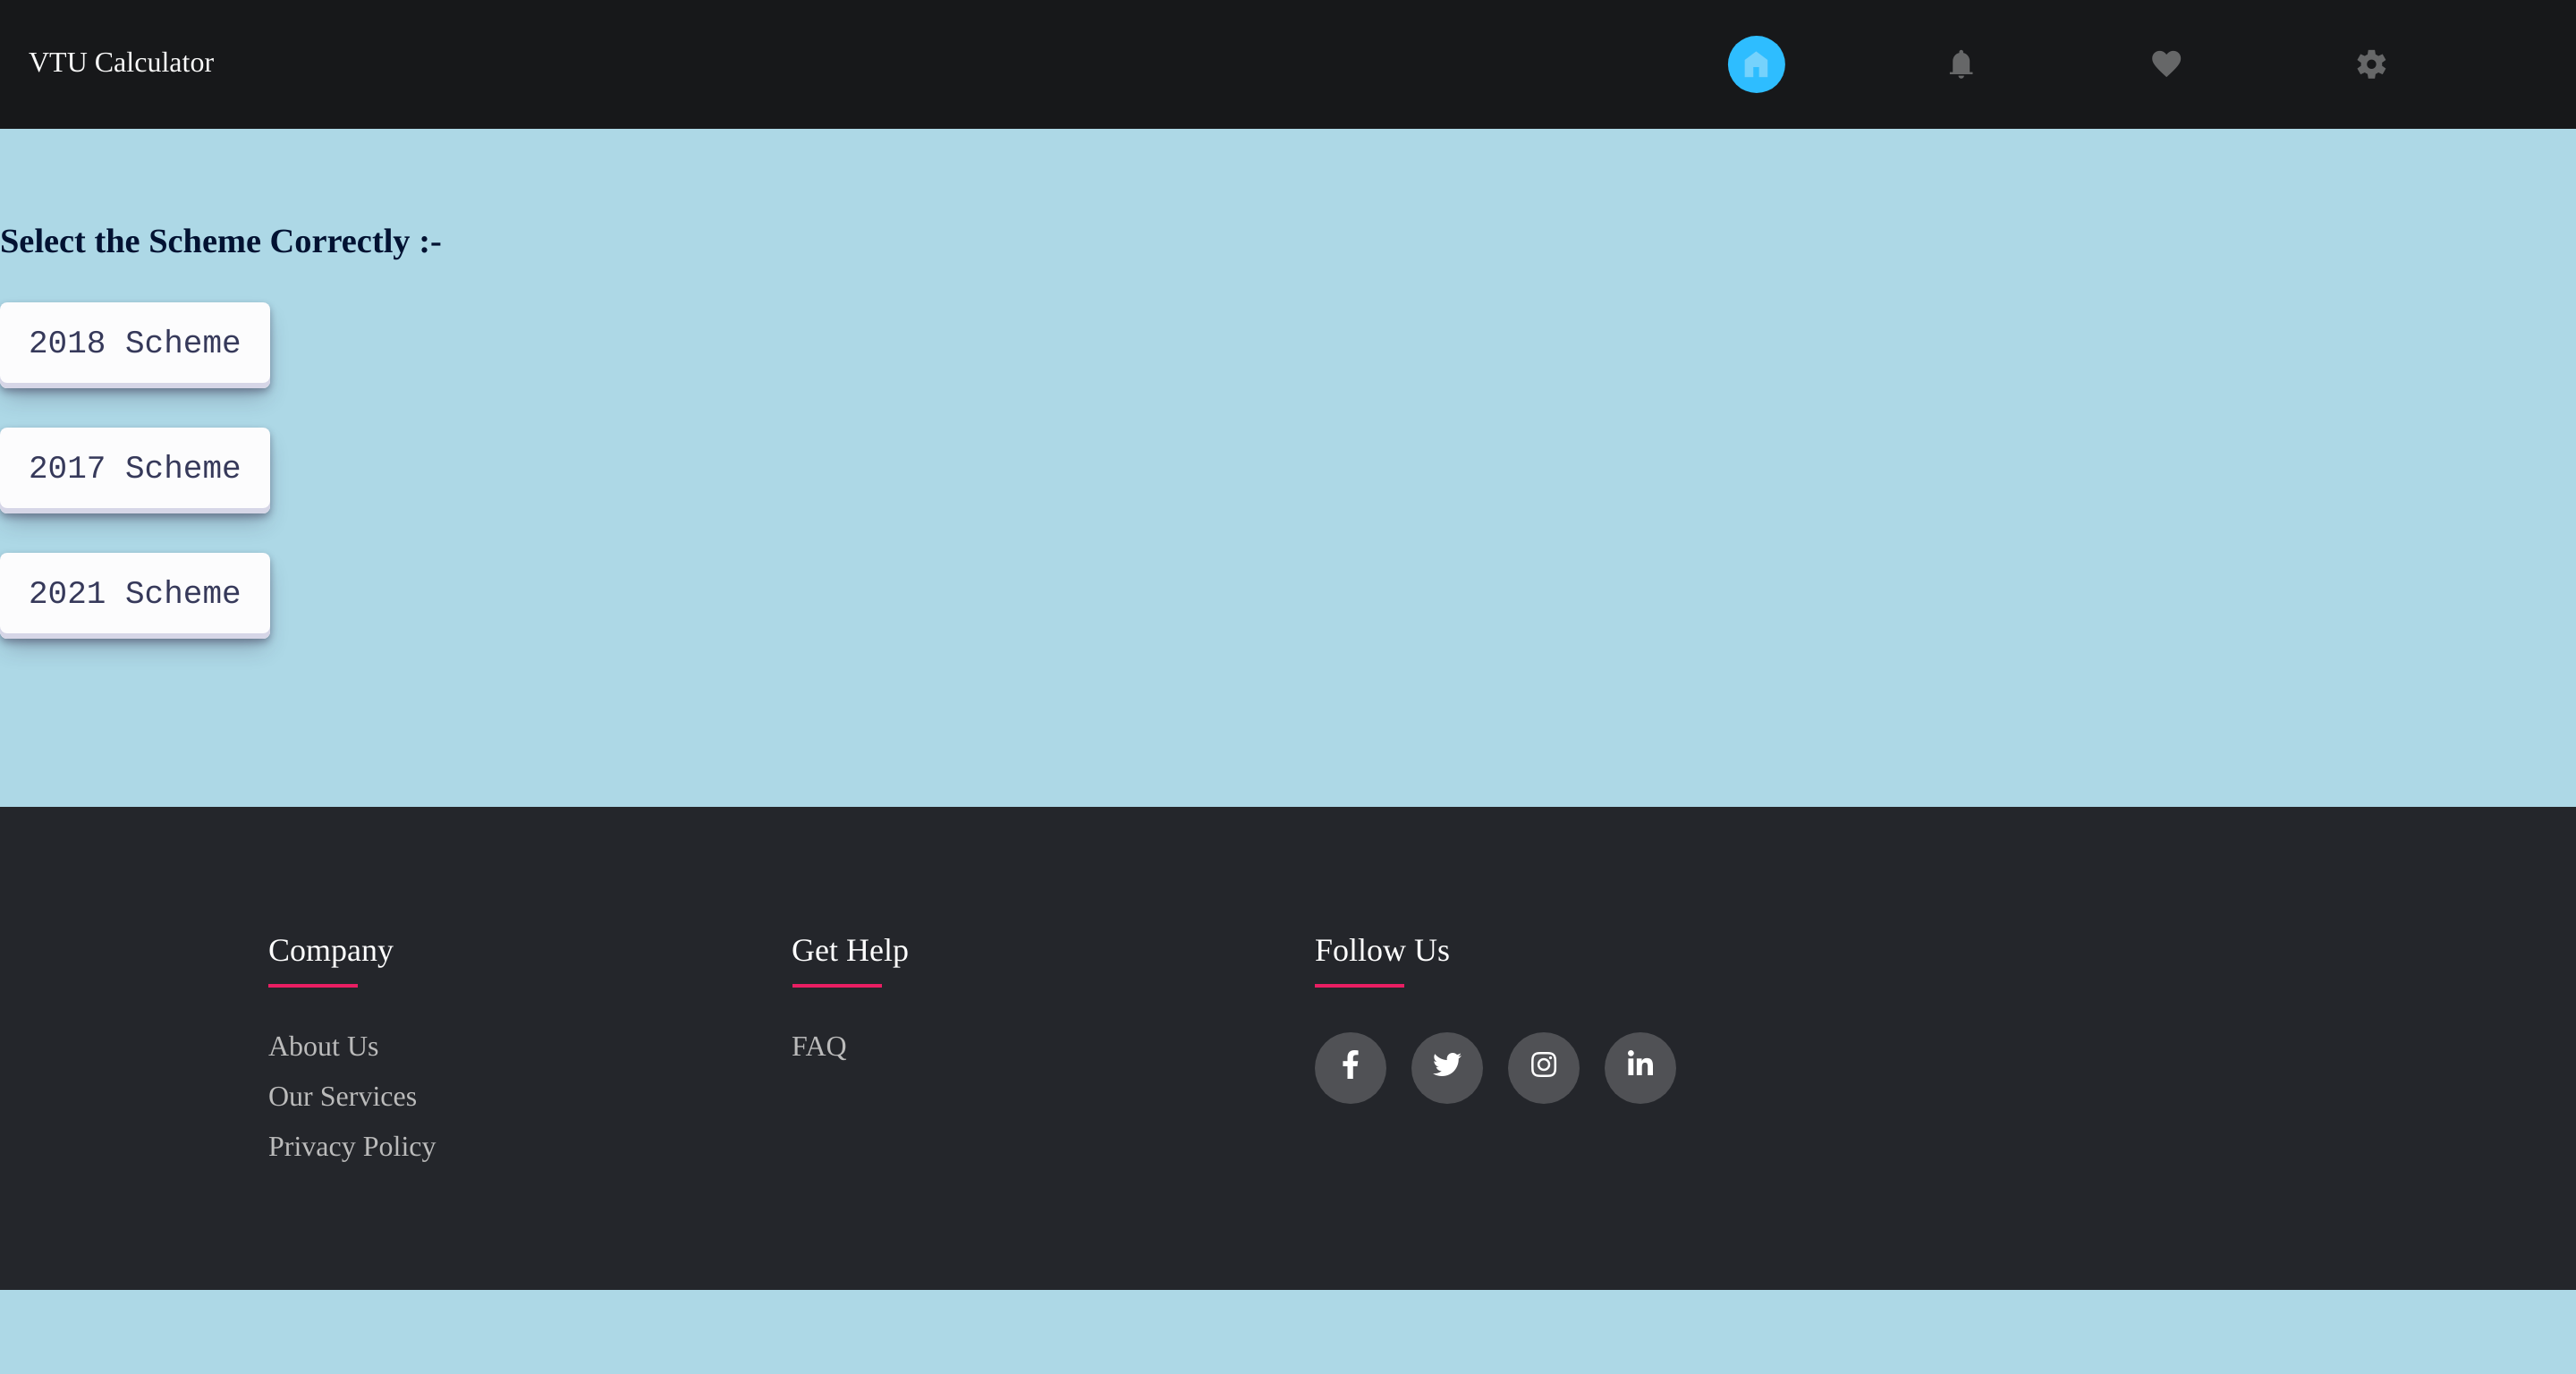 VTU Calculator
Select the Scheme Correctly :-
2018 Scheme
2017 Scheme
2021 Scheme
Company
About Us
Our Services
Privacy Policy
Get Help
FAQ
Follow Us